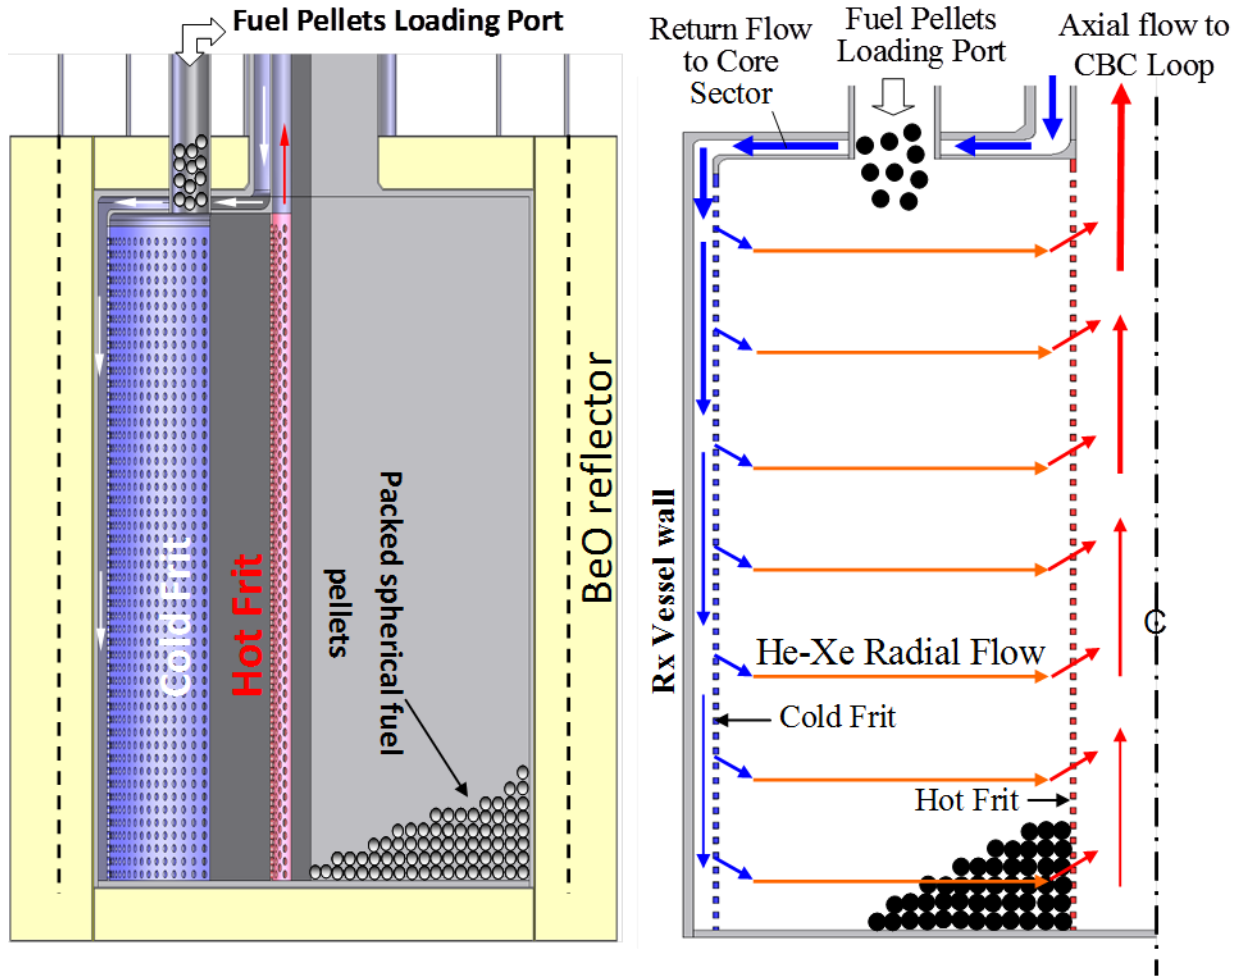 Fuel Pellets Loading Port
Cold Frit
Hot Frit
Packed spherical fuel
pellets
BeO reflector
Return Flow
to Core
Sector
Fuel Pellets
Loading Port
Axial flow to
CBC Loop
Rx Vessel wall
He-Xe Radial Flow
Cold Frit
Hot Frit
C